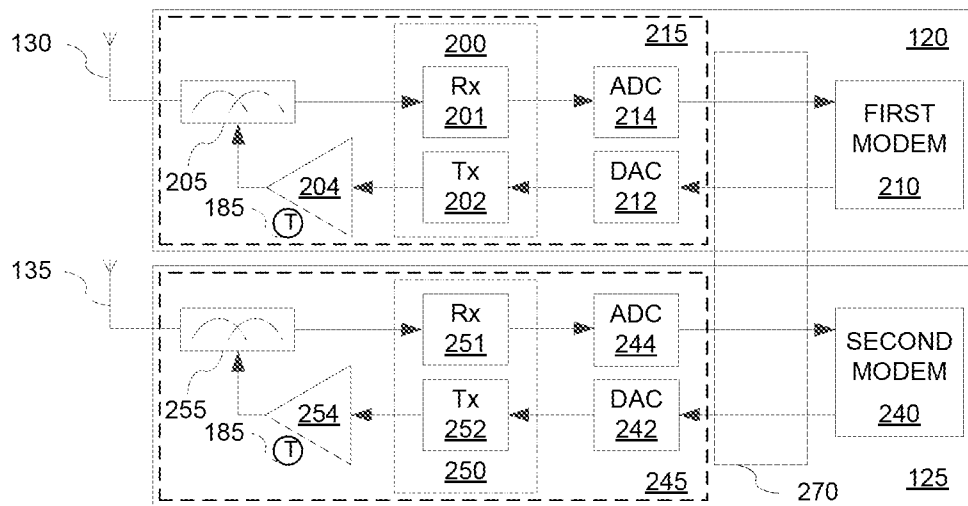 130
200
215
120
Rx
201
ADC
214
FIRST
MODEM
210
205
204
Tx
202
DAC
212
185
T
135
Rx
251
ADC
244
SECOND
MODEM
240
255
254
Tx
252
DAC
242
185
T
250
245
270
125